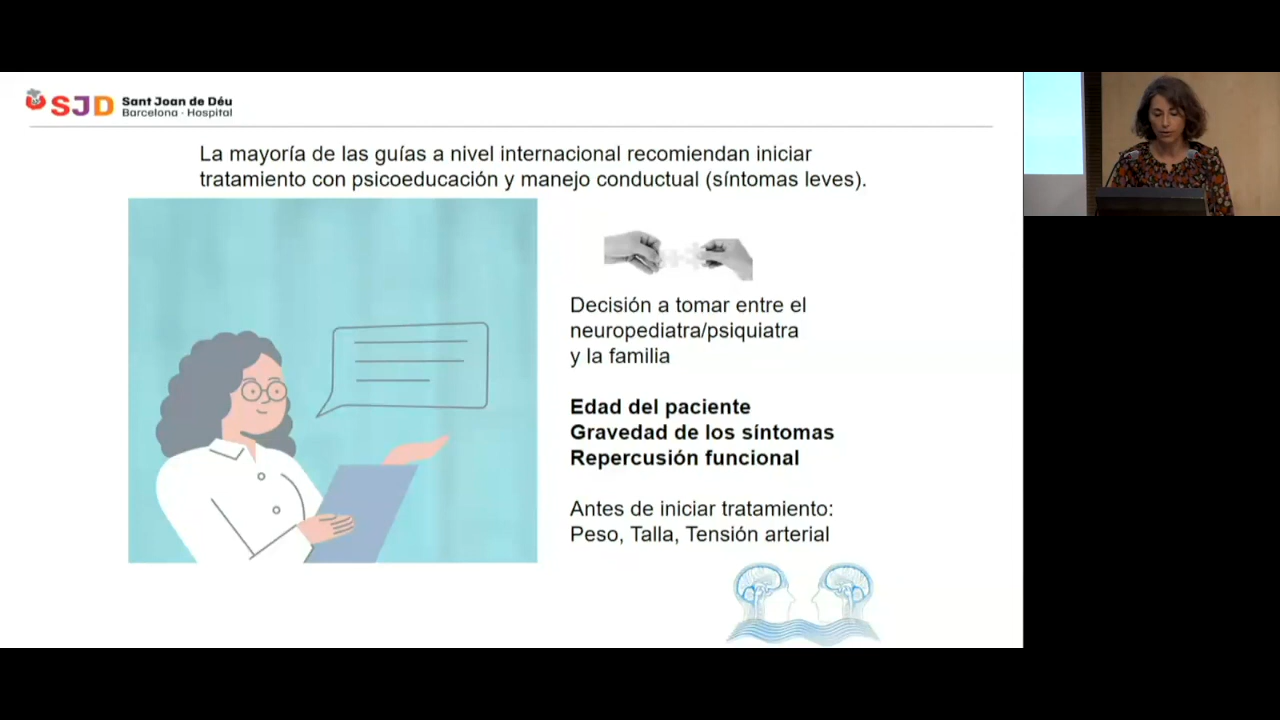 SJD Sant Joan de Déu
Barcelona · Hospital
La mayoría de las guías a nivel internacional recomiendan iniciar
tratamiento con psicoeducación y manejo conductual (síntomas leves).
Decisión a tomar entre el
neuropediatra/psiquiatra
y la familia
Edad del paciente
Gravedad de los síntomas
Repercusión funcional
Antes de iniciar tratamiento:
Peso, Talla, Tensión arterial